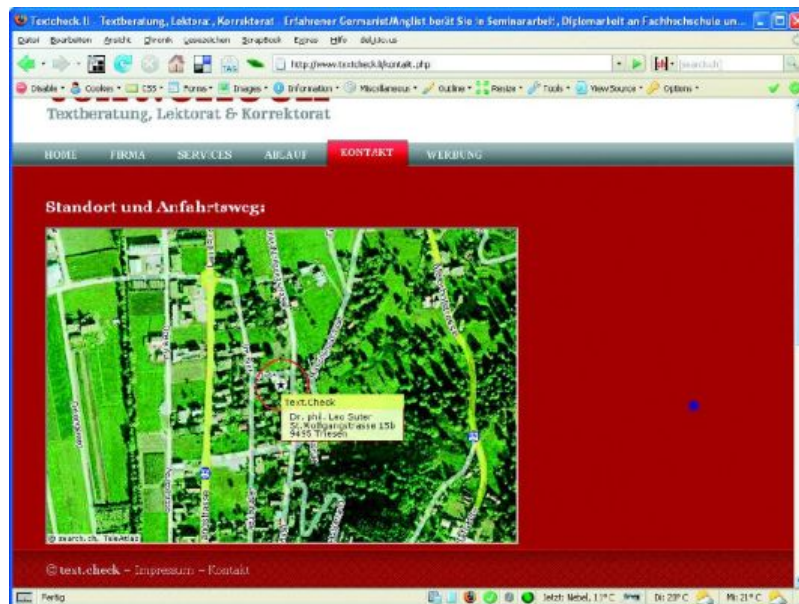 Textcheck.li - Textberatung, Lektorat, Korrektorat - Erfahrener Germanist/Anglist berät Sie in Seminararbeit, Diplomarbeit an Fachhochschule un...
Datei Bearbeiten Ansicht Chronik Lesezeichen ScrapBook Extras Hilfe del.icio.us
TAG http://www.textcheck.li/kontakt.php
Disable Cookies CSS Forms Images Information Miscellaneous Outline Resize Tools View Source Options
Textberatung, Lektorat & Korrektorat
HOME FIRMA SERVICES ABLAUF KONTAKT WERBUNG
Standort und Anfahrtsweg:
Text.Check
Dr. phil. Leo Suter
St. Wolfgangstrasse 15b
9495 Triesen
© search.ch, TeleAtlas
© text.check – Impressum – Kontakt
Fertig Jetzt: Nebel, 11° C Di: 20° C Mi: 21° C